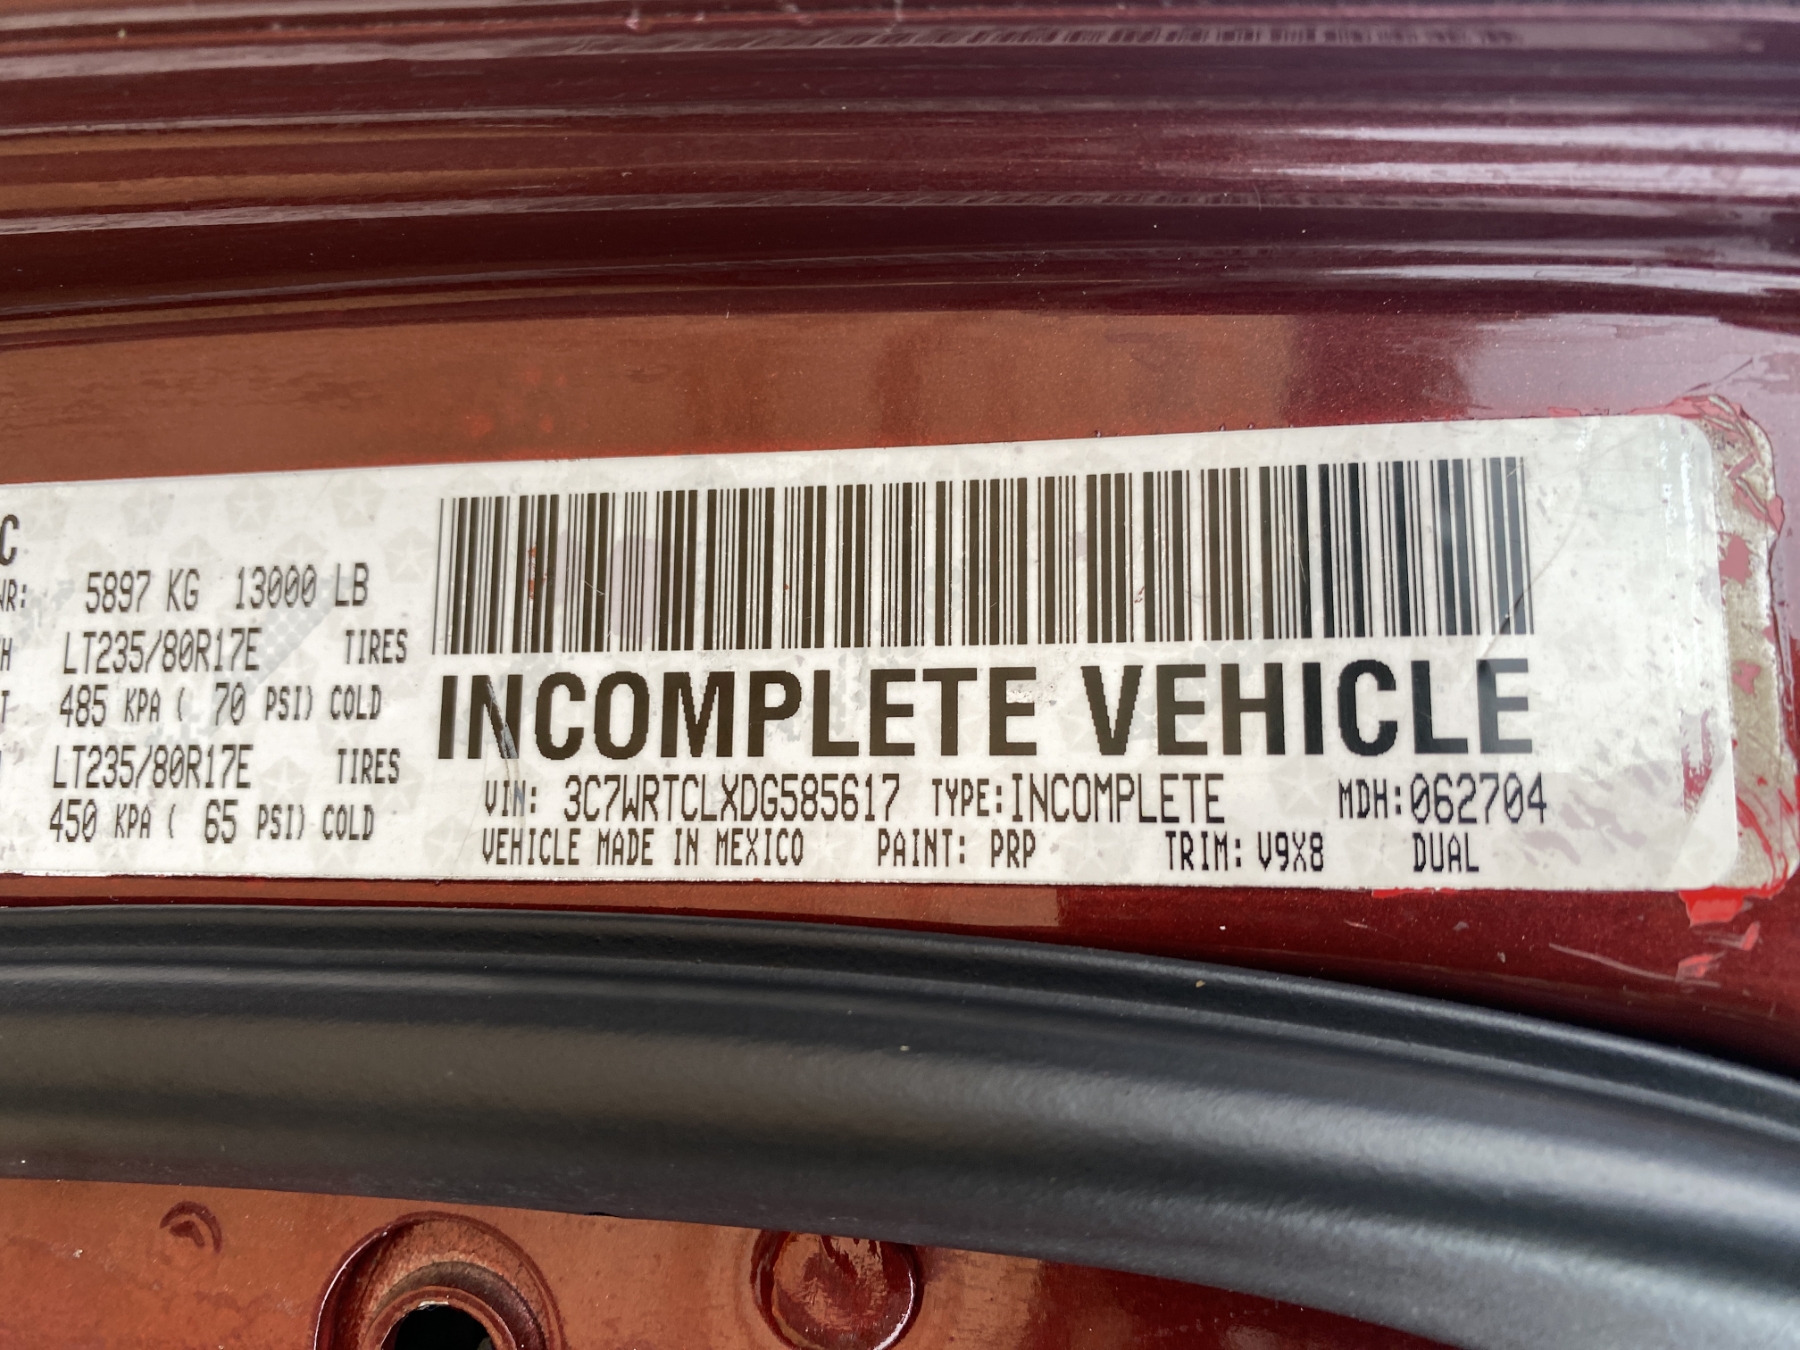 C
WR: 5897 KG 13000 LB
H LT235/80R17E TIRES
T 485 KPA ( 70 PSI) COLD
LT235/80R17E TIRES
450 KPA ( 65 PSI) COLD
INCOMPLETE VEHICLE
VIN: 3C7WRTCLXDG585617 TYPE:INCOMPLETE MDH:062704
VEHICLE MADE IN MEXICO PAINT: PRP TRIM: V9X8 DUAL